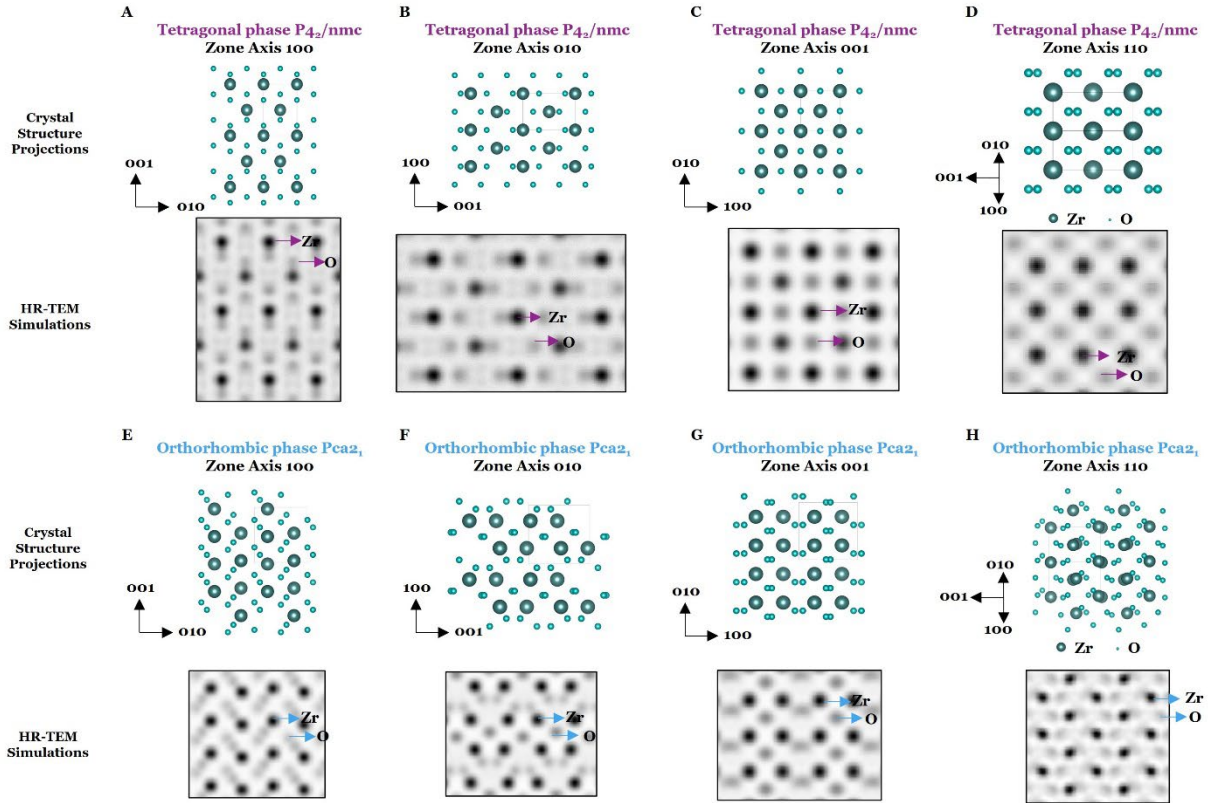 A
Tetragonal phase P4₂/nmc
Zone Axis 100
B
Tetragonal phase P4₂/nmc
Zone Axis 010
C
Tetragonal phase P4₂/nmc
Zone Axis 001
D
Tetragonal phase P4₂/nmc
Zone Axis 110
Crystal
Structure
Projections
001
010
100
001
010
100
010
001
100
Zr O
HR-TEM
Simulations
Zr
O
Zr
O
Zr
O
Zr
O
E
Orthorhombic phase Pca2₁
Zone Axis 100
F
Orthorhombic phase Pca2₁
Zone Axis 010
G
Orthorhombic phase Pca2₁
Zone Axis 001
H
Orthorhombic phase Pca2₁
Zone Axis 110
Crystal
Structure
Projections
001
010
100
001
010
100
010
001
100
Zr O
HR-TEM
Simulations
Zr
O
Zr
O
Zr
O
Zr
O